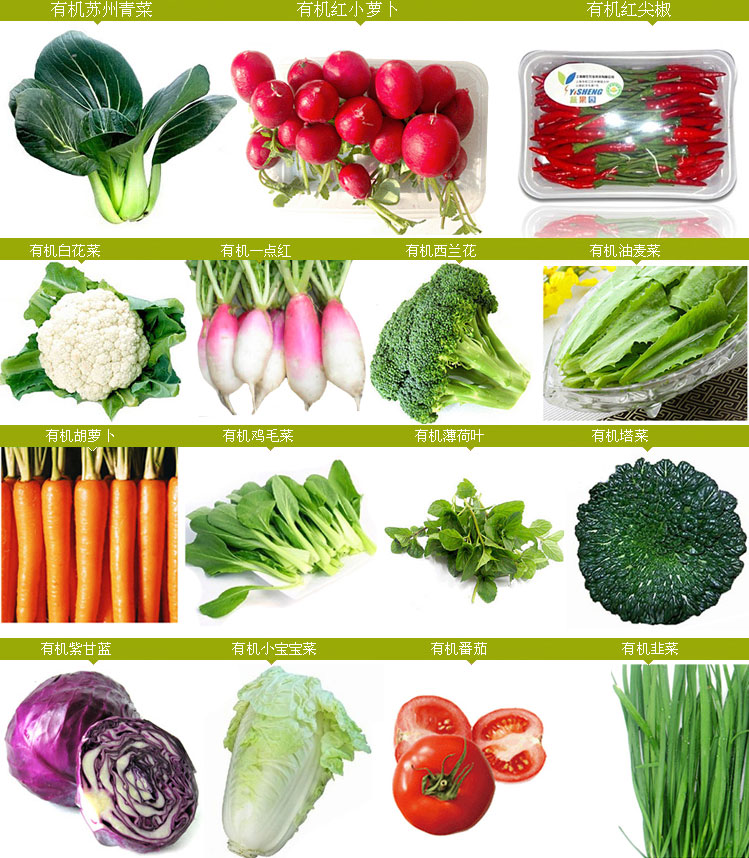 有机苏州青菜
有机红小萝卜
有机红尖椒
YiSHENG
蔬果园
有机白花菜
有机一点红
有机西兰花
有机油麦菜
有机胡萝卜
有机鸡毛菜
有机薄荷叶
有机塔菜
有机紫甘蓝
有机小宝宝菜
有机番茄
有机韭菜